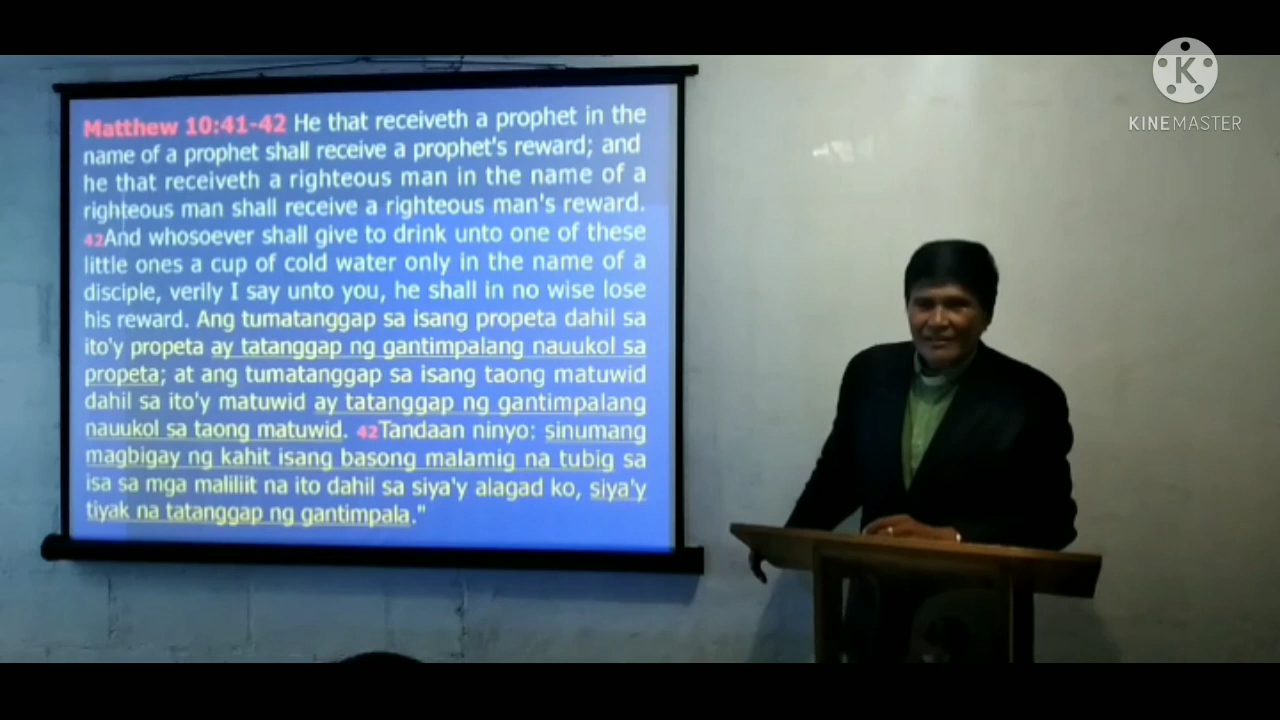 Matthew 10:41-42 He that receiveth a prophet in the
name of a prophet shall receive a prophet's reward; and
he that receiveth a righteous man in the name of a
righteous man shall receive a righteous man's reward.
42And whosoever shall give to drink unto one of these
little ones a cup of cold water only in the name of a
disciple, verily I say unto you, he shall in no wise lose
his reward. Ang tumatanggap sa isang propeta dahil sa
ito'y propeta ay tatanggap ng gantimpalang nauukol sa
propeta; at ang tumatanggap sa isang taong matuwid
dahil sa ito'y matuwid ay tatanggap ng gantimpalang
nauukol sa taong matuwid. 42Tandaan ninyo: sinumang
magbigay ng kahit isang basong malamig na tubig sa
isa sa mga maliliit na ito dahil sa siya'y alagad ko, siya'y
tiyak na tatanggap ng gantimpala."
K
KINEMASTER